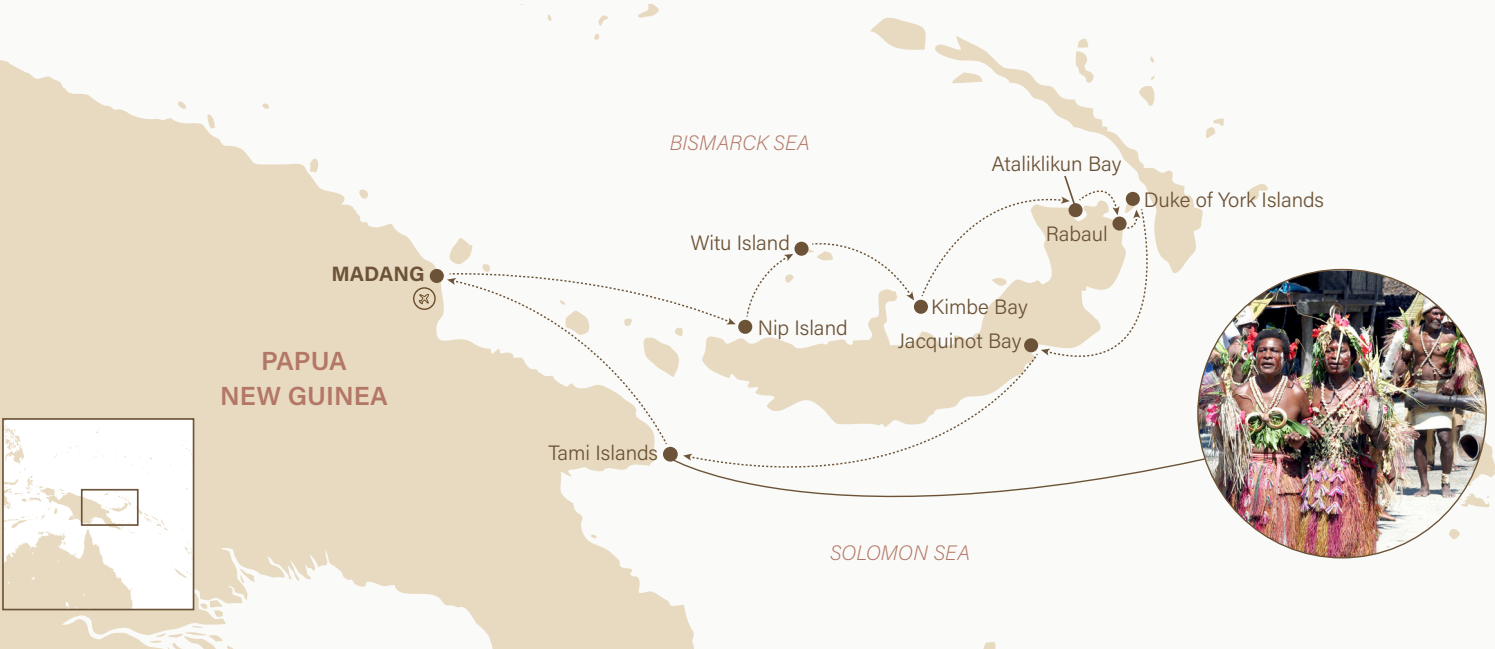 BISMARCK SEA
Ataliklikun Bay
Duke of York Islands
Rabaul
Witu Island
MADANG
Kimbe Bay
Nip Island
Jacquinot Bay
PAPUA
NEW GUINEA
Tami Islands
SOLOMON SEA